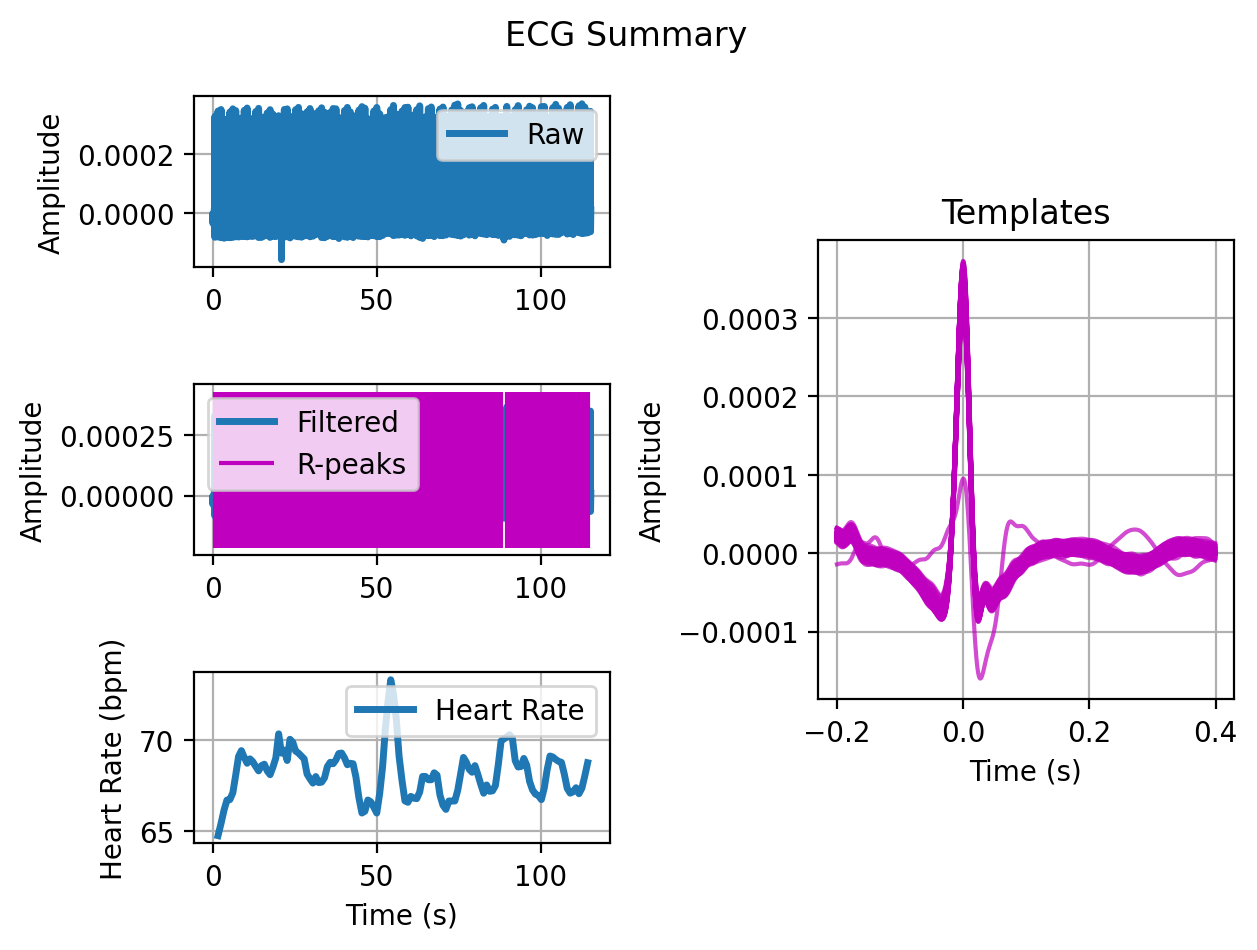 ECG Summary
Amplitude
0.0002
0.0000
Raw
0 50 100
Amplitude
0.00025
0.00000
Filtered
R-peaks
0 50 100
Heart Rate (bpm)
70
65
Heart Rate
0 50 100
Time (s)
Templates
Amplitude
0.0003
0.0002
0.0001
0.0000
−0.0001
−0.2 0.0 0.2 0.4
Time (s)